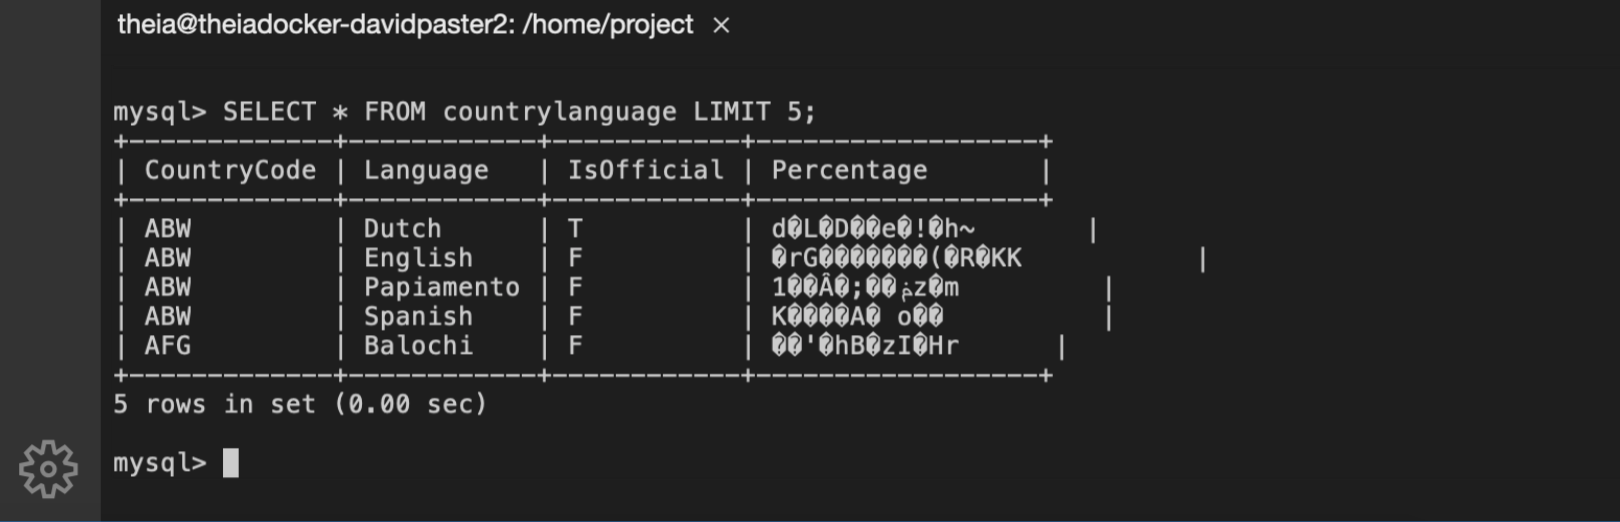 theia@theiadocker-davidpaster2: /home/project ×
mysql> SELECT * FROM countrylanguage LIMIT 5;
+-------------+------------+------------+------------------+
| CountryCode | Language   | IsOfficial | Percentage       |
+-------------+------------+------------+------------------+
| ABW         | Dutch      | T          | d�L�D��e�!�h~       |
| ABW         | English    | F          | �rG�������(�R�KK           |
| ABW         | Papiamento | F          | 1��Â�;��ݥz�m         |
| ABW         | Spanish    | F          | K����A� o��          |
| AFG         | Balochi    | F          | ��'�hB�zI�Hr      |
+-------------+------------+------------+------------------+
5 rows in set (0.00 sec)
mysql>